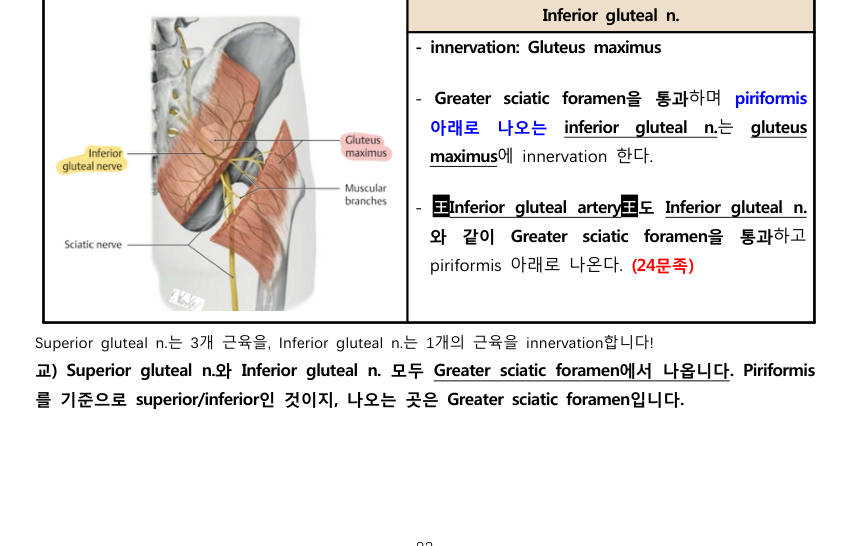 Inferior gluteal n.
Inferior
gluteal nerve
Sciatic nerve
Gluteus
maximus
Muscular
branches
- innervation: Gluteus maximus
- Greater sciatic foramen을 통과하며 piriformis
아래로 나오는 inferior gluteal n.는 gluteus
maximus에 innervation 한다.
- 王Inferior gluteal artery王도 Inferior gluteal n.
와 같이 Greater sciatic foramen을 통과하고
piriformis 아래로 나온다. (24문족)
Superior gluteal n.는 3개 근육을, Inferior gluteal n.는 1개의 근육을 innervation합니다!
교) Superior gluteal n.와 Inferior gluteal n. 모두 Greater sciatic foramen에서 나옵니다. Piriformis
를 기준으로 superior/inferior인 것이지, 나오는 곳은 Greater sciatic foramen입니다.